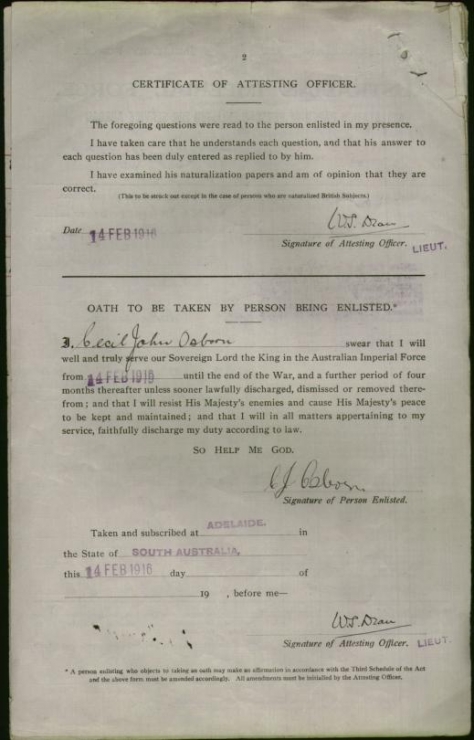 2
CERTIFICATE OF ATTESTING OFFICER.
The foregoing questions were read to the person enlisted in my presence.
I have taken care that he understands each question, and that his answer to
each question has been duly entered as replied to by him.
I have examined his naturalization papers and am of opinion that they are
correct.
(This to be struck out except in the case of persons who are naturalized British Subjects.)
Date 14 FEB 1916
Signature of Attesting Officer. LIEUT.
OATH TO BE TAKEN BY PERSON BEING ENLISTED.*
I, Cecil John Osborn swear that I will
well and truly serve our Sovereign Lord the King in the Australian Imperial Force
from 14 FEB 1916 until the end of the War, and a further period of four
months thereafter unless sooner lawfully discharged, dismissed or removed there-
from; and that I will resist His Majesty's enemies and cause His Majesty's peace
to be kept and maintained; and that I will in all matters appertaining to my
service, faithfully discharge my duty according to law.
SO HELP ME GOD.
C J Osborn
Signature of Person Enlisted.
Taken and subscribed at ADELAIDE. in
the State of SOUTH AUSTRALIA.
this 14 FEB 1916 day of
19 , before me—
Signature of Attesting Officer. LIEUT.
* A person enlisting who objects to taking an oath may make an affirmation in accordance with the Third Schedule of the Act
and the above form must be amended accordingly. All amendments must be initialled by the Attesting Officer.